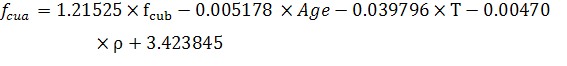 f_cua = 1.21525 × f_cub − 0.005178 × Age − 0.039796 × T − 0.00470
× ρ + 3.423845